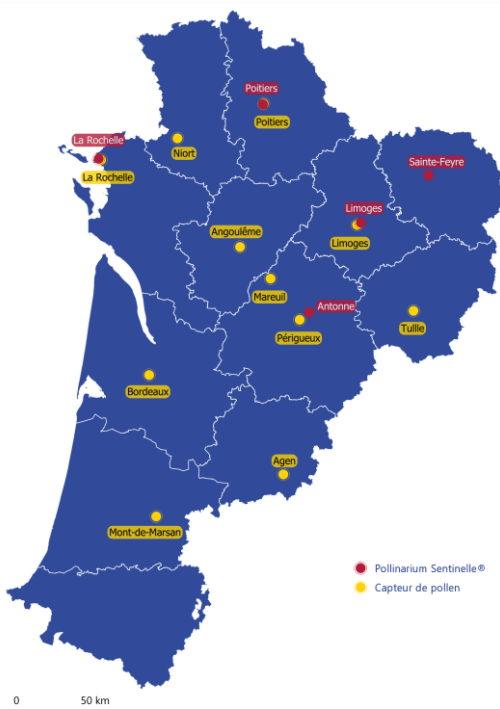 Poitiers
Poitiers
La Rochelle
Niort
La Rochelle
Sainte-Feyre
Limoges
Limoges
Angoulême
Mareuil
Antonne
Périgueux
Tullle
Bordeaux
Agen
Mont-de-Marsan
Pollinarium Sentinelle®
Capteur de pollen
0 50 km